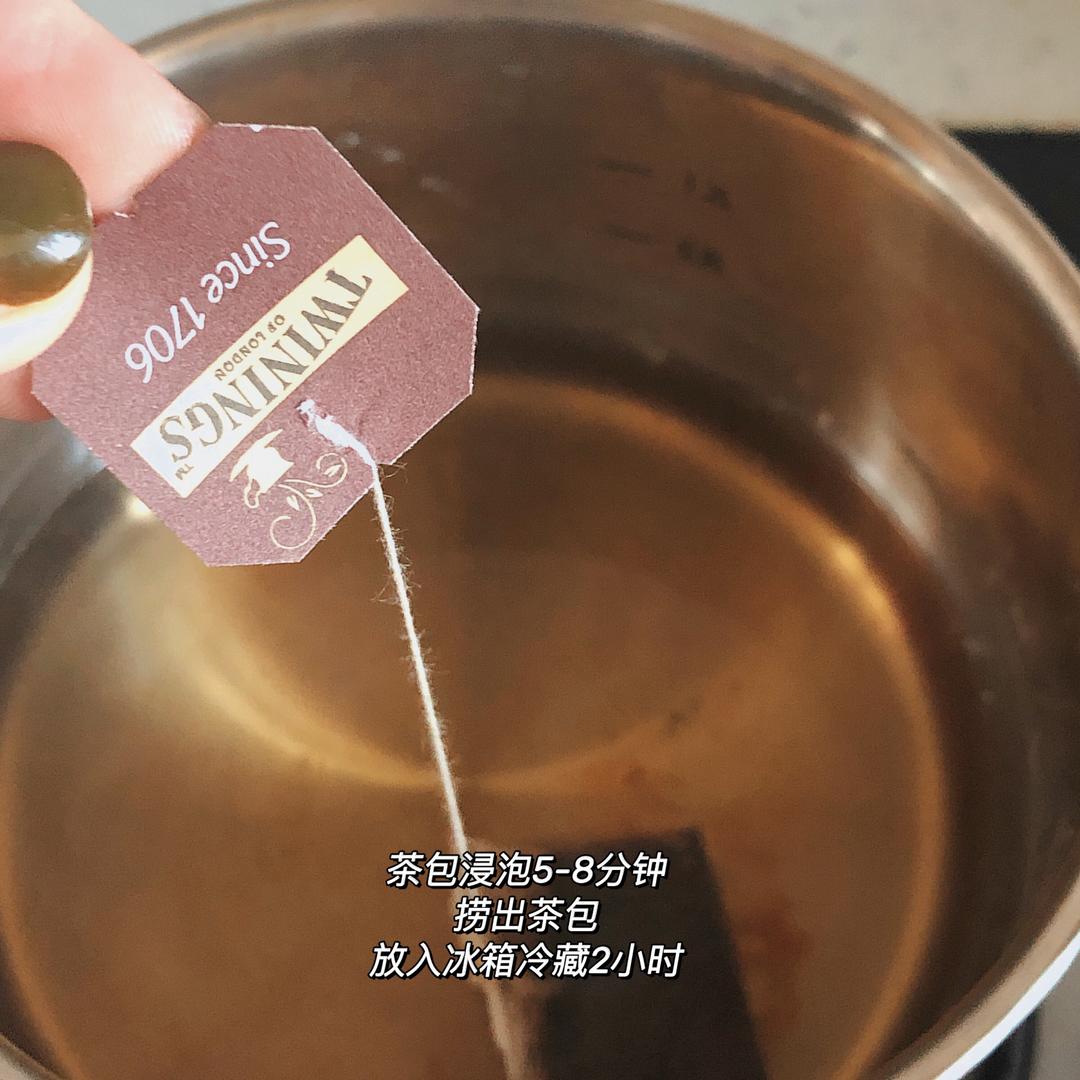 Since 1706
TWININGS™
OF LONDON
茶包浸泡5-8分钟
捞出茶包
放入冰箱冷藏2小时